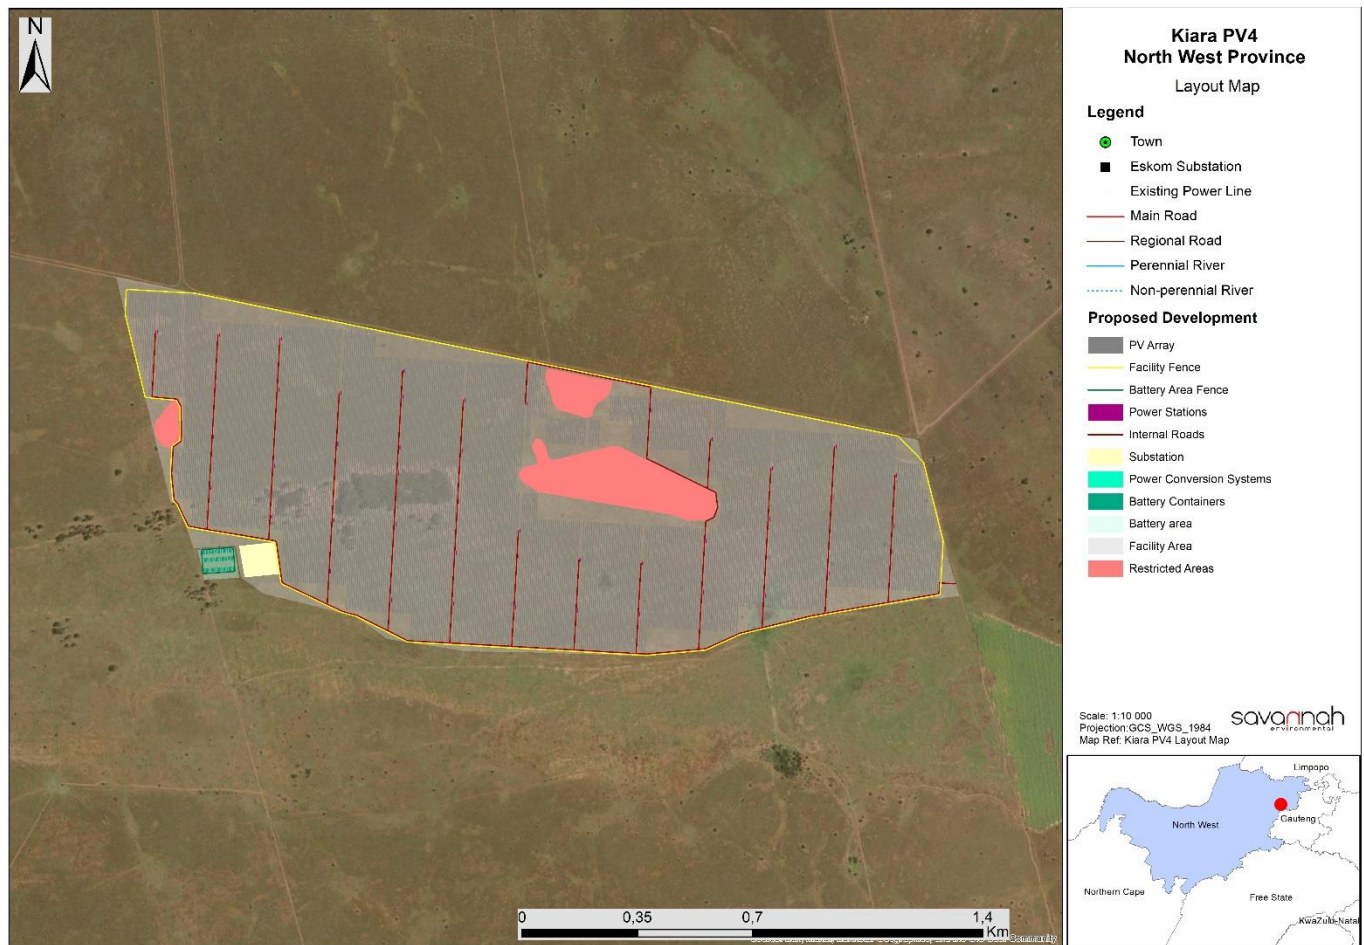 N
Kiara PV4
North West Province
Layout Map
Legend
Town
Eskom Substation
Existing Power Line
Main Road
Regional Road
Perennial River
Non-perennial River
Proposed Development
PV Array
Facility Fence
Battery Area Fence
Power Stations
Internal Roads
Substation
Power Conversion Systems
Battery Containers
Battery area
Facility Area
Restricted Areas
Scale: 1:10 000
Projection:GCS_WGS_1984
Map Ref: Kiara PV4 Layout Map
savannah
environmental
Limpopo
North West
Gauteng
Northern Cape
Free State
KwaZulu-Natal
0 0,35 0,7 1,4
Km
Community